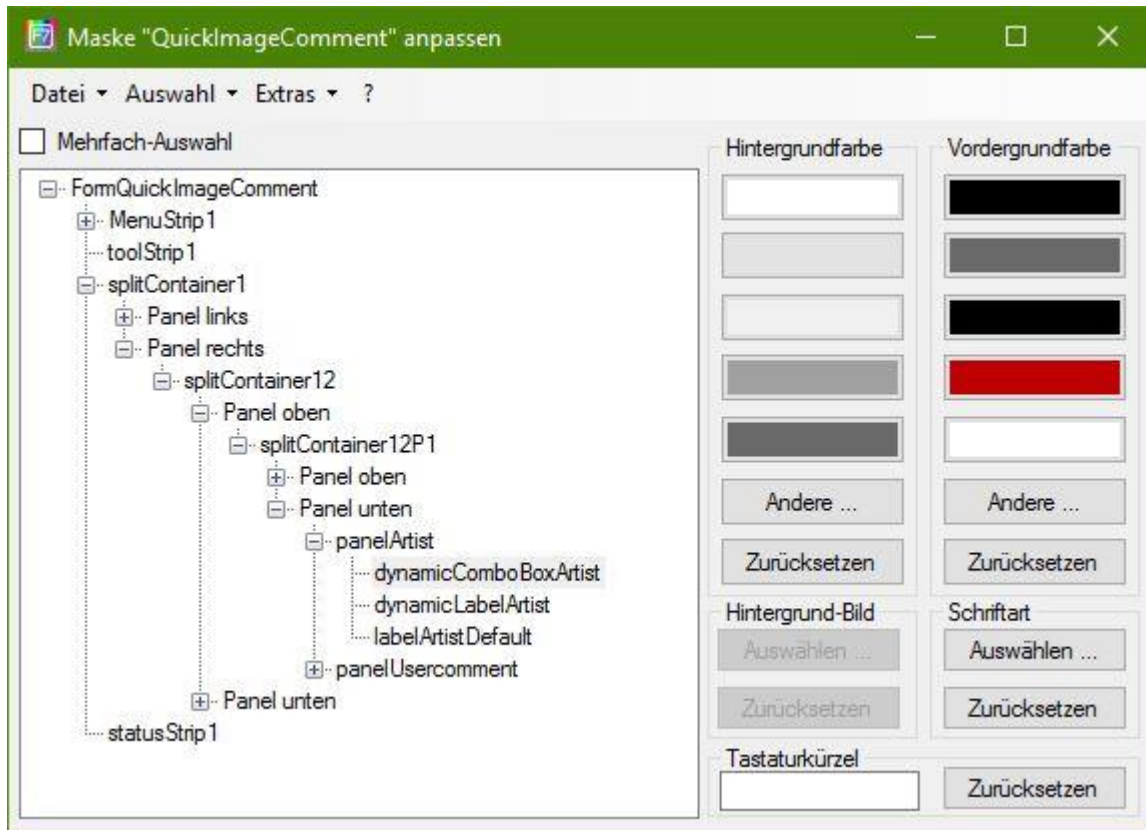 Maske "QuickImageComment" anpassen
Datei Auswahl Extras ?
Mehrfach-Auswahl
FormQuickImageComment
MenuStrip1
toolStrip1
splitContainer1
Panel links
Panel rechts
splitContainer12
Panel oben
splitContainer12P1
Panel oben
Panel unten
panelArtist
dynamicComboBoxArtist
dynamicLabelArtist
labelArtistDefault
panelUsercomment
Panel unten
statusStrip1
Hintergrundfarbe
Andere ...
Zurücksetzen
Vordergrundfarbe
Andere ...
Zurücksetzen
Hintergrund-Bild
Auswählen ...
Zurücksetzen
Schriftart
Auswählen ...
Zurücksetzen
Tastaturkürzel
Zurücksetzen